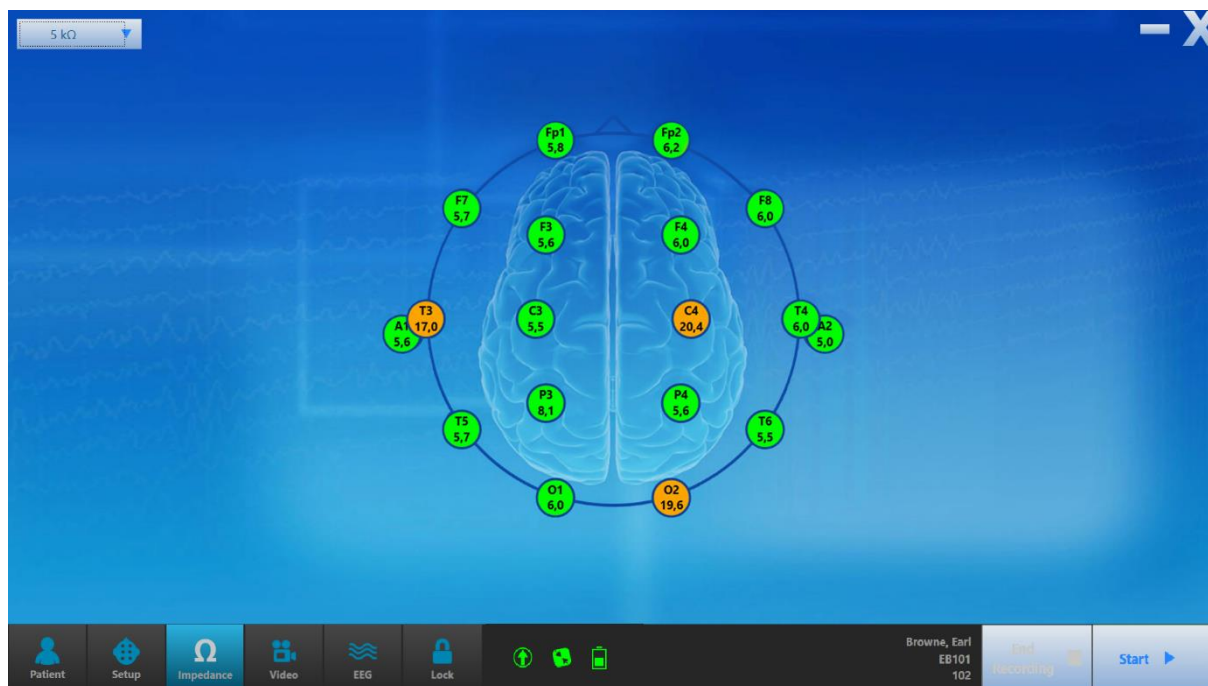 5 kΩ
X
Fp1
5,8
Fp2
6,2
F7
5,7
F8
6,0
F3
5,6
F4
6,0
T3
17,0
C3
5,5
C4
20,4
T4
6,0
A1
5,6
A2
5,0
P3
8,1
P4
5,6
T5
5,7
T6
5,5
O1
6,0
O2
19,6
Patient
Setup
Ω
Impedance
Video
EEG
Lock
Browne, Earl
EB101
102
End
Recording
Start